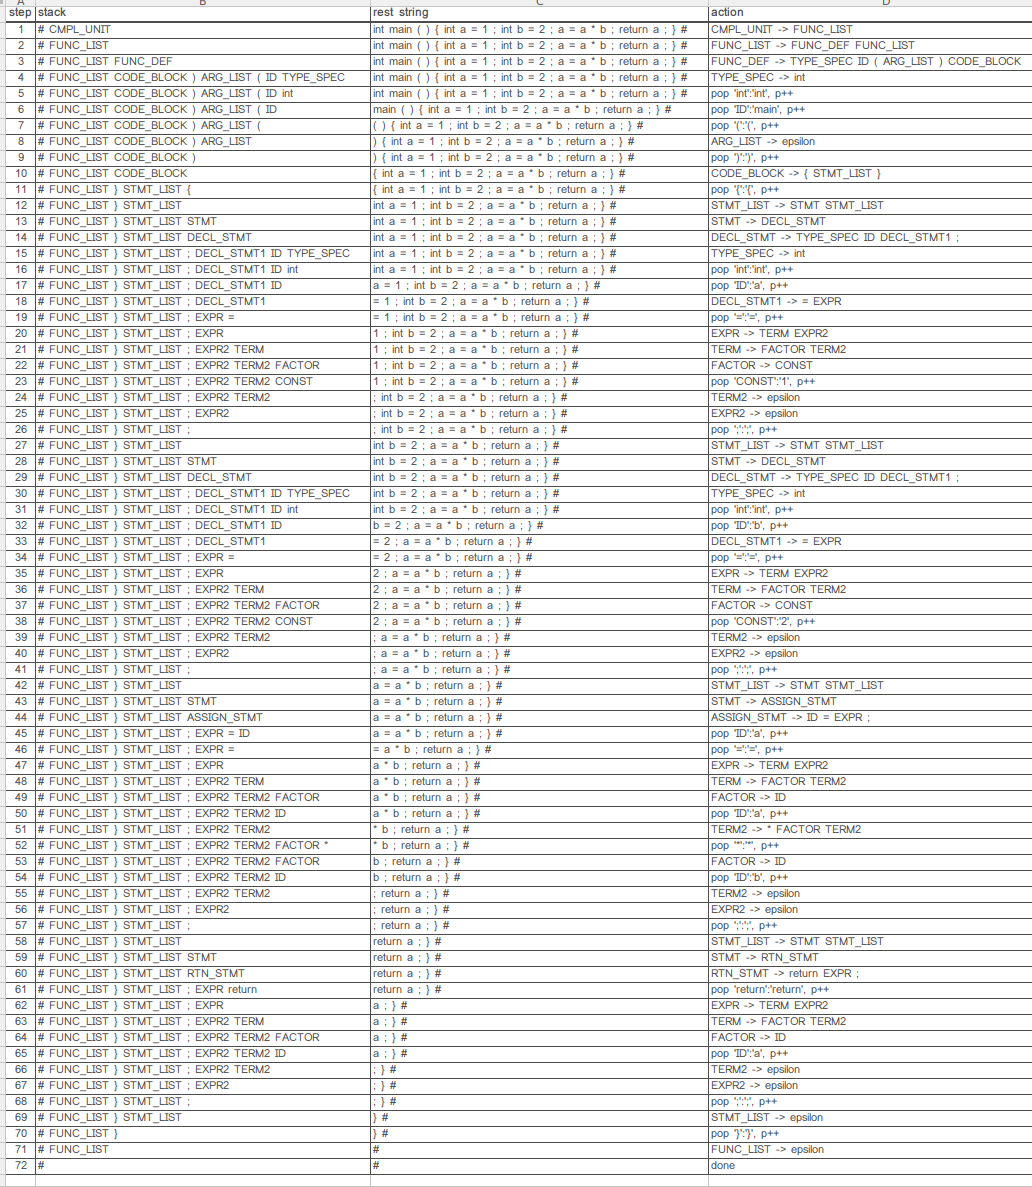 A B C D
step stack rest string action
1 # CMPL_UNIT int main ( ) { int a = 1 ; int b = 2 ; a = a * b ; return a ; } # CMPL_UNIT -> FUNC_LIST
2 # FUNC_LIST int main ( ) { int a = 1 ; int b = 2 ; a = a * b ; return a ; } # FUNC_LIST -> FUNC_DEF FUNC_LIST
3 # FUNC_LIST FUNC_DEF int main ( ) { int a = 1 ; int b = 2 ; a = a * b ; return a ; } # FUNC_DEF -> TYPE_SPEC ID ( ARG_LIST ) CODE_BLOCK
4 # FUNC_LIST CODE_BLOCK ) ARG_LIST ( ID TYPE_SPEC int main ( ) { int a = 1 ; int b = 2 ; a = a * b ; return a ; } # TYPE_SPEC -> int
5 # FUNC_LIST CODE_BLOCK ) ARG_LIST ( ID int int main ( ) { int a = 1 ; int b = 2 ; a = a * b ; return a ; } # pop 'int':'int', p++
6 # FUNC_LIST CODE_BLOCK ) ARG_LIST ( ID main ( ) { int a = 1 ; int b = 2 ; a = a * b ; return a ; } # pop 'ID':'main', p++
7 # FUNC_LIST CODE_BLOCK ) ARG_LIST ( ( ) { int a = 1 ; int b = 2 ; a = a * b ; return a ; } # pop '(':'(', p++
8 # FUNC_LIST CODE_BLOCK ) ARG_LIST ) { int a = 1 ; int b = 2 ; a = a * b ; return a ; } # ARG_LIST -> epsilon
9 # FUNC_LIST CODE_BLOCK ) ) { int a = 1 ; int b = 2 ; a = a * b ; return a ; } # pop ')':')', p++
10 # FUNC_LIST CODE_BLOCK { int a = 1 ; int b = 2 ; a = a * b ; return a ; } # CODE_BLOCK -> { STMT_LIST }
11 # FUNC_LIST } STMT_LIST { { int a = 1 ; int b = 2 ; a = a * b ; return a ; } # pop '{':'{', p++
12 # FUNC_LIST } STMT_LIST int a = 1 ; int b = 2 ; a = a * b ; return a ; } # STMT_LIST -> STMT STMT_LIST
13 # FUNC_LIST } STMT_LIST STMT int a = 1 ; int b = 2 ; a = a * b ; return a ; } # STMT -> DECL_STMT
14 # FUNC_LIST } STMT_LIST DECL_STMT int a = 1 ; int b = 2 ; a = a * b ; return a ; } # DECL_STMT -> TYPE_SPEC ID DECL_STMT1 ;
15 # FUNC_LIST } STMT_LIST ; DECL_STMT1 ID TYPE_SPEC int a = 1 ; int b = 2 ; a = a * b ; return a ; } # TYPE_SPEC -> int
16 # FUNC_LIST } STMT_LIST ; DECL_STMT1 ID int int a = 1 ; int b = 2 ; a = a * b ; return a ; } # pop 'int':'int', p++
17 # FUNC_LIST } STMT_LIST ; DECL_STMT1 ID a = 1 ; int b = 2 ; a = a * b ; return a ; } # pop 'ID':'a', p++
18 # FUNC_LIST } STMT_LIST ; DECL_STMT1 = 1 ; int b = 2 ; a = a * b ; return a ; } # DECL_STMT1 -> = EXPR
19 # FUNC_LIST } STMT_LIST ; EXPR = = 1 ; int b = 2 ; a = a * b ; return a ; } # pop '=':'=', p++
20 # FUNC_LIST } STMT_LIST ; EXPR 1 ; int b = 2 ; a = a * b ; return a ; } # EXPR -> TERM EXPR2
21 # FUNC_LIST } STMT_LIST ; EXPR2 TERM 1 ; int b = 2 ; a = a * b ; return a ; } # TERM -> FACTOR TERM2
22 # FUNC_LIST } STMT_LIST ; EXPR2 TERM2 FACTOR 1 ; int b = 2 ; a = a * b ; return a ; } # FACTOR -> CONST
23 # FUNC_LIST } STMT_LIST ; EXPR2 TERM2 CONST 1 ; int b = 2 ; a = a * b ; return a ; } # pop 'CONST':'1', p++
24 # FUNC_LIST } STMT_LIST ; EXPR2 TERM2 ; int b = 2 ; a = a * b ; return a ; } # TERM2 -> epsilon
25 # FUNC_LIST } STMT_LIST ; EXPR2 ; int b = 2 ; a = a * b ; return a ; } # EXPR2 -> epsilon
26 # FUNC_LIST } STMT_LIST ; ; int b = 2 ; a = a * b ; return a ; } # pop ';':';', p++
27 # FUNC_LIST } STMT_LIST int b = 2 ; a = a * b ; return a ; } # STMT_LIST -> STMT STMT_LIST
28 # FUNC_LIST } STMT_LIST STMT int b = 2 ; a = a * b ; return a ; } # STMT -> DECL_STMT
29 # FUNC_LIST } STMT_LIST DECL_STMT int b = 2 ; a = a * b ; return a ; } # DECL_STMT -> TYPE_SPEC ID DECL_STMT1 ;
30 # FUNC_LIST } STMT_LIST ; DECL_STMT1 ID TYPE_SPEC int b = 2 ; a = a * b ; return a ; } # TYPE_SPEC -> int
31 # FUNC_LIST } STMT_LIST ; DECL_STMT1 ID int int b = 2 ; a = a * b ; return a ; } # pop 'int':'int', p++
32 # FUNC_LIST } STMT_LIST ; DECL_STMT1 ID b = 2 ; a = a * b ; return a ; } # pop 'ID':'b', p++
33 # FUNC_LIST } STMT_LIST ; DECL_STMT1 = 2 ; a = a * b ; return a ; } # DECL_STMT1 -> = EXPR
34 # FUNC_LIST } STMT_LIST ; EXPR = = 2 ; a = a * b ; return a ; } # pop '=':'=', p++
35 # FUNC_LIST } STMT_LIST ; EXPR 2 ; a = a * b ; return a ; } # EXPR -> TERM EXPR2
36 # FUNC_LIST } STMT_LIST ; EXPR2 TERM 2 ; a = a * b ; return a ; } # TERM -> FACTOR TERM2
37 # FUNC_LIST } STMT_LIST ; EXPR2 TERM2 FACTOR 2 ; a = a * b ; return a ; } # FACTOR -> CONST
38 # FUNC_LIST } STMT_LIST ; EXPR2 TERM2 CONST 2 ; a = a * b ; return a ; } # pop 'CONST':'2', p++
39 # FUNC_LIST } STMT_LIST ; EXPR2 TERM2 ; a = a * b ; return a ; } # TERM2 -> epsilon
40 # FUNC_LIST } STMT_LIST ; EXPR2 ; a = a * b ; return a ; } # EXPR2 -> epsilon
41 # FUNC_LIST } STMT_LIST ; ; a = a * b ; return a ; } # pop ';':';', p++
42 # FUNC_LIST } STMT_LIST a = a * b ; return a ; } # STMT_LIST -> STMT STMT_LIST
43 # FUNC_LIST } STMT_LIST STMT a = a * b ; return a ; } # STMT -> ASSIGN_STMT
44 # FUNC_LIST } STMT_LIST ASSIGN_STMT a = a * b ; return a ; } # ASSIGN_STMT -> ID = EXPR ;
45 # FUNC_LIST } STMT_LIST ; EXPR = ID a = a * b ; return a ; } # pop 'ID':'a', p++
46 # FUNC_LIST } STMT_LIST ; EXPR = = a * b ; return a ; } # pop '=':'=', p++
47 # FUNC_LIST } STMT_LIST ; EXPR a * b ; return a ; } # EXPR -> TERM EXPR2
48 # FUNC_LIST } STMT_LIST ; EXPR2 TERM a * b ; return a ; } # TERM -> FACTOR TERM2
49 # FUNC_LIST } STMT_LIST ; EXPR2 TERM2 FACTOR a * b ; return a ; } # FACTOR -> ID
50 # FUNC_LIST } STMT_LIST ; EXPR2 TERM2 ID a * b ; return a ; } # pop 'ID':'a', p++
51 # FUNC_LIST } STMT_LIST ; EXPR2 TERM2 * b ; return a ; } # TERM2 -> * FACTOR TERM2
52 # FUNC_LIST } STMT_LIST ; EXPR2 TERM2 FACTOR * * b ; return a ; } # pop '*':'*', p++
53 # FUNC_LIST } STMT_LIST ; EXPR2 TERM2 FACTOR b ; return a ; } # FACTOR -> ID
54 # FUNC_LIST } STMT_LIST ; EXPR2 TERM2 ID b ; return a ; } # pop 'ID':'b', p++
55 # FUNC_LIST } STMT_LIST ; EXPR2 TERM2 ; return a ; } # TERM2 -> epsilon
56 # FUNC_LIST } STMT_LIST ; EXPR2 ; return a ; } # EXPR2 -> epsilon
57 # FUNC_LIST } STMT_LIST ; ; return a ; } # pop ';':';', p++
58 # FUNC_LIST } STMT_LIST return a ; } # STMT_LIST -> STMT STMT_LIST
59 # FUNC_LIST } STMT_LIST STMT return a ; } # STMT -> RTN_STMT
60 # FUNC_LIST } STMT_LIST RTN_STMT return a ; } # RTN_STMT -> return EXPR ;
61 # FUNC_LIST } STMT_LIST ; EXPR return return a ; } # pop 'return':'return', p++
62 # FUNC_LIST } STMT_LIST ; EXPR a ; } # EXPR -> TERM EXPR2
63 # FUNC_LIST } STMT_LIST ; EXPR2 TERM a ; } # TERM -> FACTOR TERM2
64 # FUNC_LIST } STMT_LIST ; EXPR2 TERM2 FACTOR a ; } # FACTOR -> ID
65 # FUNC_LIST } STMT_LIST ; EXPR2 TERM2 ID a ; } # pop 'ID':'a', p++
66 # FUNC_LIST } STMT_LIST ; EXPR2 TERM2 ; } # TERM2 -> epsilon
67 # FUNC_LIST } STMT_LIST ; EXPR2 ; } # EXPR2 -> epsilon
68 # FUNC_LIST } STMT_LIST ; ; } # pop ';':';', p++
69 # FUNC_LIST } STMT_LIST } # STMT_LIST -> epsilon
70 # FUNC_LIST } } # pop '}':'}', p++
71 # FUNC_LIST # FUNC_LIST -> epsilon
72 # # done